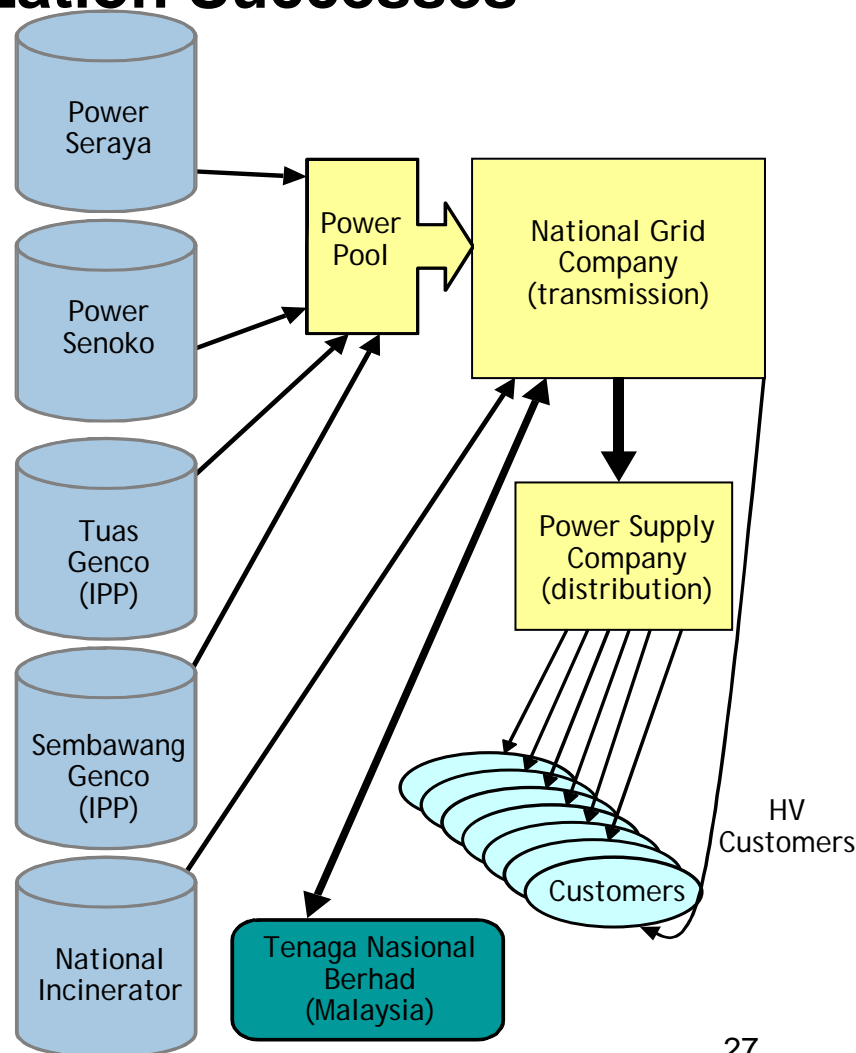 Power
Seraya
Power
Pool
National Grid
Company
(transmission)
Power
Senoko
Tuas
Genco
(IPP)
Power Supply
Company
(distribution)
Sembawang
Genco
(IPP)
HV
Customers
Customers
National
Incinerator
Tenaga Nasional
Berhad
(Malaysia)
27